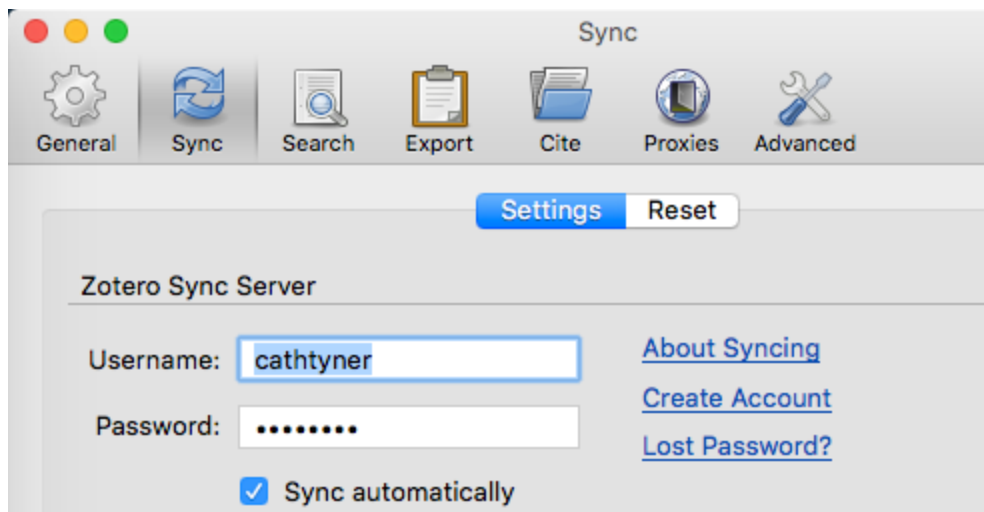 Sync
General Sync Search Export Cite Proxies Advanced
Settings Reset
Zotero Sync Server
Username: cathtyner
About Syncing
Create Account
Password: ••••••••
Lost Password?
Sync automatically